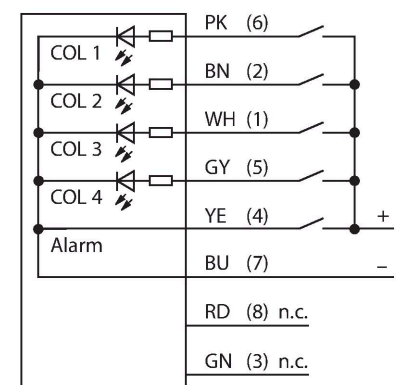 PK (6)
COL 1
BN (2)
COL 2
WH (1)
COL 3
GY (5)
COL 4
YE (4)
+
Alarm
BU (7)
–
RD (8) n.c.
GN (3) n.c.